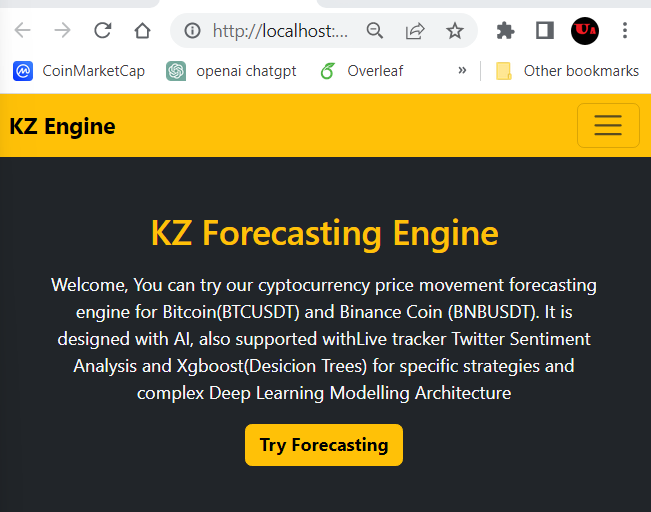 http://localhost:...
CoinMarketCap openai chatgpt Overleaf » Other bookmarks
KZ Engine
KZ Forecasting Engine
Welcome, You can try our cyptocurrency price movement forecasting
engine for Bitcoin(BTCUSDT) and Binance Coin (BNBUSDT). It is
designed with AI, also supported withLive tracker Twitter Sentiment
Analysis and Xgboost(Desicion Trees) for specific strategies and
complex Deep Learning Modelling Architecture
Try Forecasting